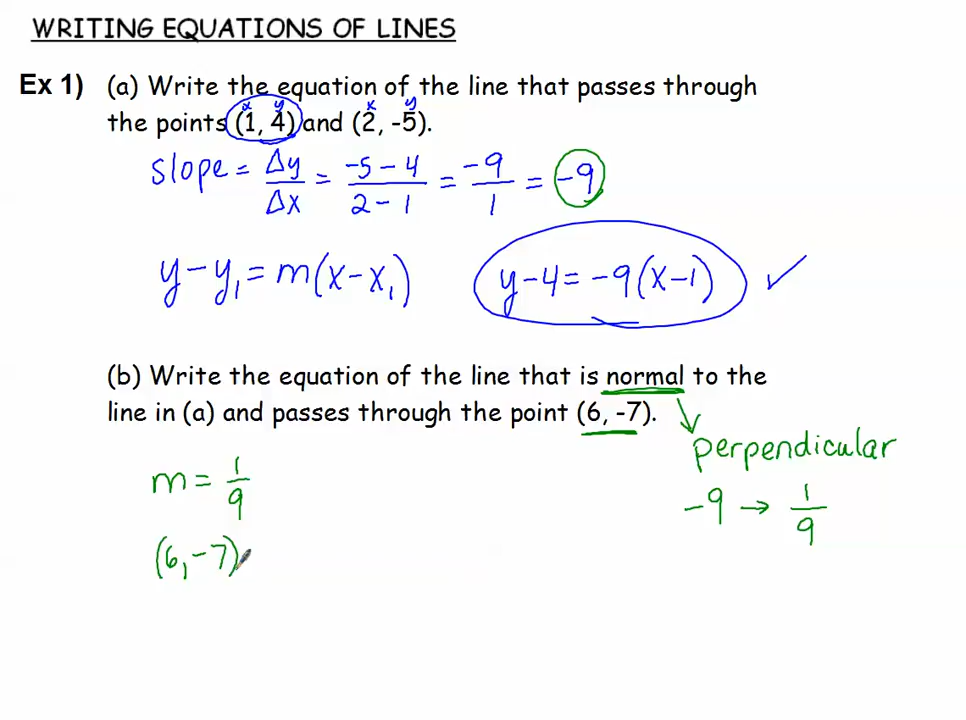 WRITING EQUATIONS OF LINES
Ex 1) (a) Write the equation of the line that passes through
x y x y
the points (1, 4) and (2, -5).
slope = Δy/Δx = -5 - 4/2 - 1 = -9/1 = -9
y - y₁ = m(x - x₁) y - 4 = -9(x - 1) ✓
(b) Write the equation of the line that is normal to the
line in (a) and passes through the point (6, -7).
perpendicular
m = 1/9 -9 → 1/9
(6, -7)